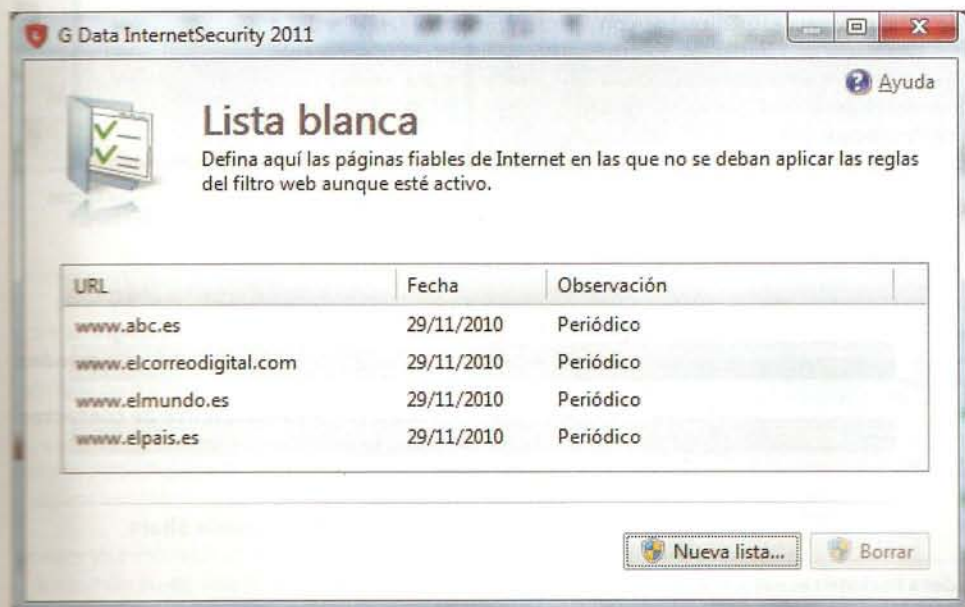 G Data InternetSecurity 2011
Ayuda
Lista blanca
Defina aquí las páginas fiables de Internet en las que no se deban aplicar las reglas
del filtro web aunque esté activo.
URL Fecha Observación
www.abc.es 29/11/2010 Periódico
www.elcorreodigital.com 29/11/2010 Periódico
www.elmundo.es 29/11/2010 Periódico
www.elpais.es 29/11/2010 Periódico
Nueva lista... Borrar